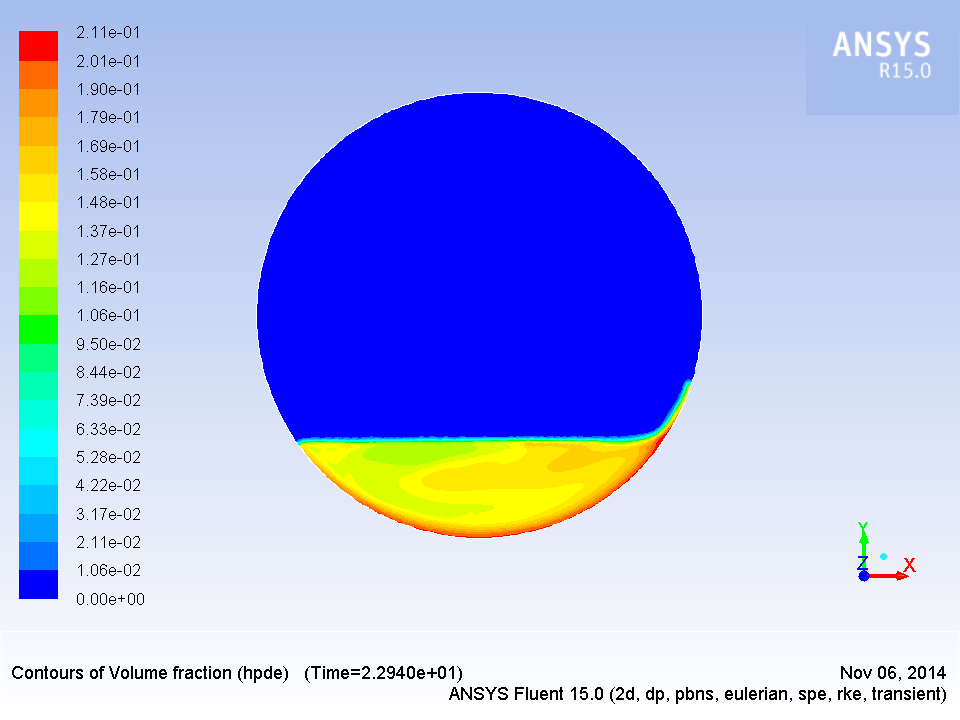 2.11e-01
2.01e-01
1.90e-01
1.79e-01
1.69e-01
1.58e-01
1.48e-01
1.37e-01
1.27e-01
1.16e-01
1.06e-01
9.50e-02
8.44e-02
7.39e-02
6.33e-02
5.28e-02
4.22e-02
3.17e-02
2.11e-02
1.06e-02
0.00e+00
ANSYS
R15.0
Y
Z
X
Contours of Volume fraction (hpde) (Time=2.2940e+01)
Nov 06, 2014
ANSYS Fluent 15.0 (2d, dp, pbns, eulerian, spe, rke, transient)